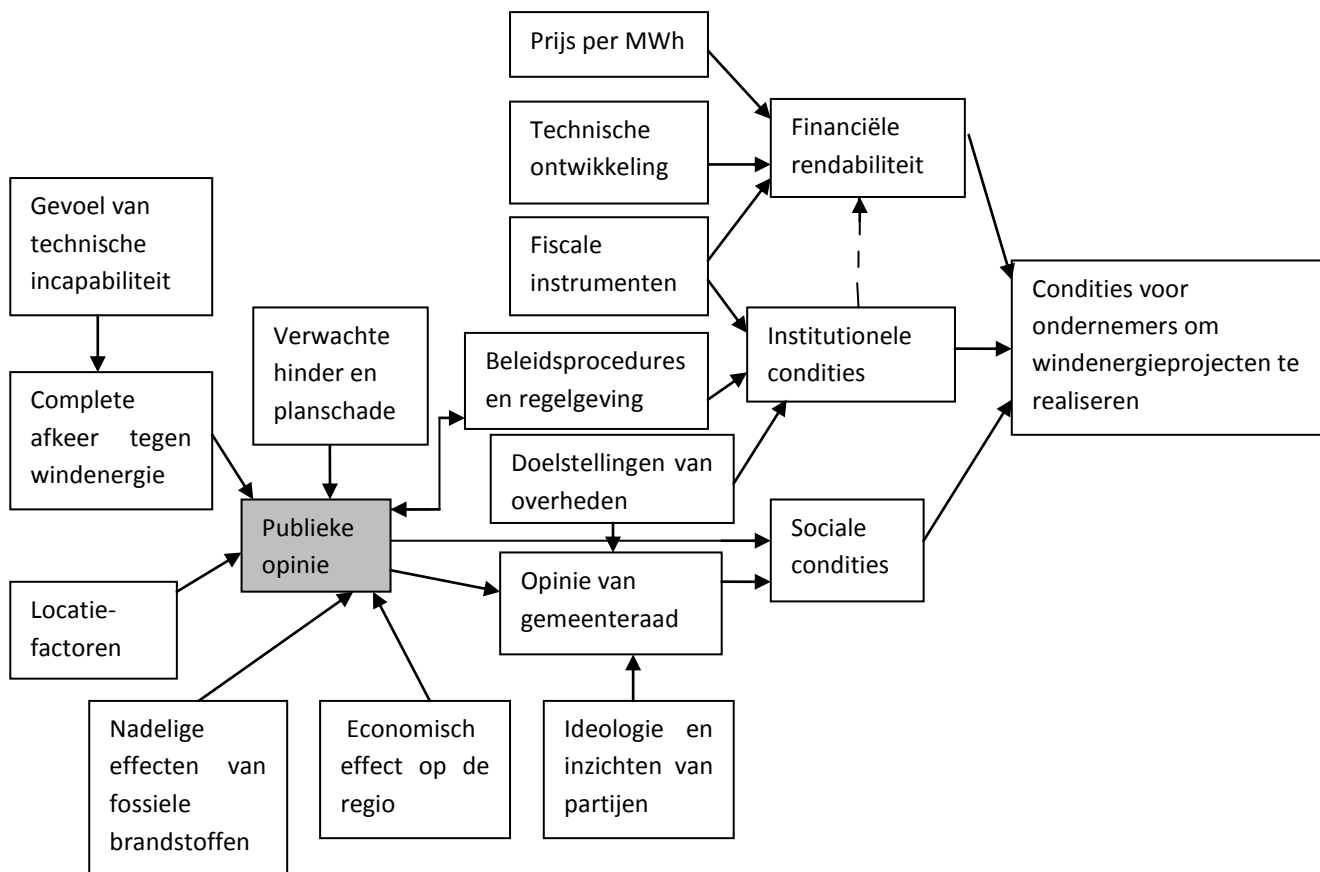 Prijs per MWh
Technische
ontwikkeling
Financiële
rendabiliteit
Gevoel van
technische
incapabiliteit
Fiscale
instrumenten
Condities voor
ondernemers om
windenergieprojecten te
realiseren
Verwachte
hinder en
planschade
Institutionele
condities
Beleidsprocedures
en regelgeving
Complete
afkeer tegen
windenergie
Doelstellingen van
overheden
Publieke
opinie
Sociale
condities
Opinie van
gemeenteraad
Locatie-
factoren
Nadelige
effecten van
fossiele
brandstoffen
Economisch
effect op de
regio
Ideologie en
inzichten van
partijen